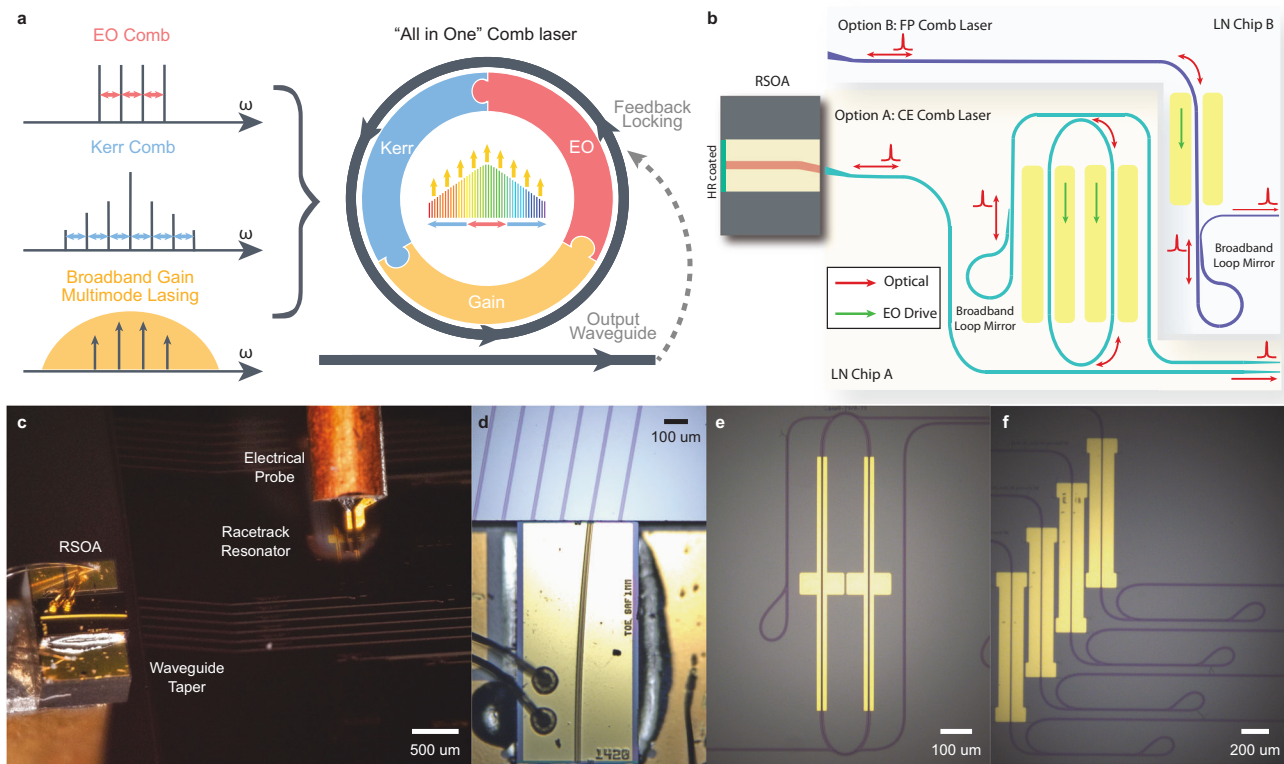 a
EO Comb
ω
Kerr Comb
ω
Broadband Gain
Multimode Lasing
ω
“All in One” Comb laser
Kerr
EO
Gain
Feedback
Locking
Output
Waveguide
b
Option B: FP Comb Laser
LN Chip B
RSOA
HR coated
Option A: CE Comb Laser
Broadband
Loop Mirror
Optical
EO Drive
Broadband
Loop Mirror
LN Chip A
c
Electrical
Probe
Racetrack
Resonator
RSOA
Waveguide
Taper
500 um
d
100 um
1420
e
100 um
f
200 um